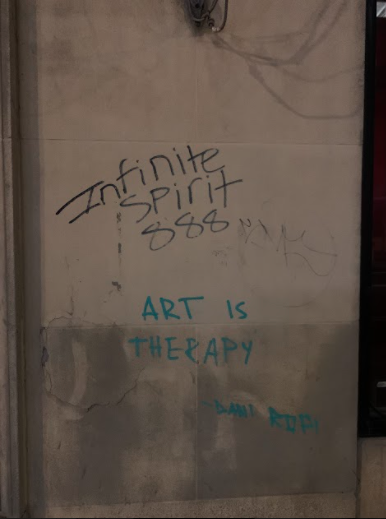 Infinite
Spirit
888
ART IS
THERAPY